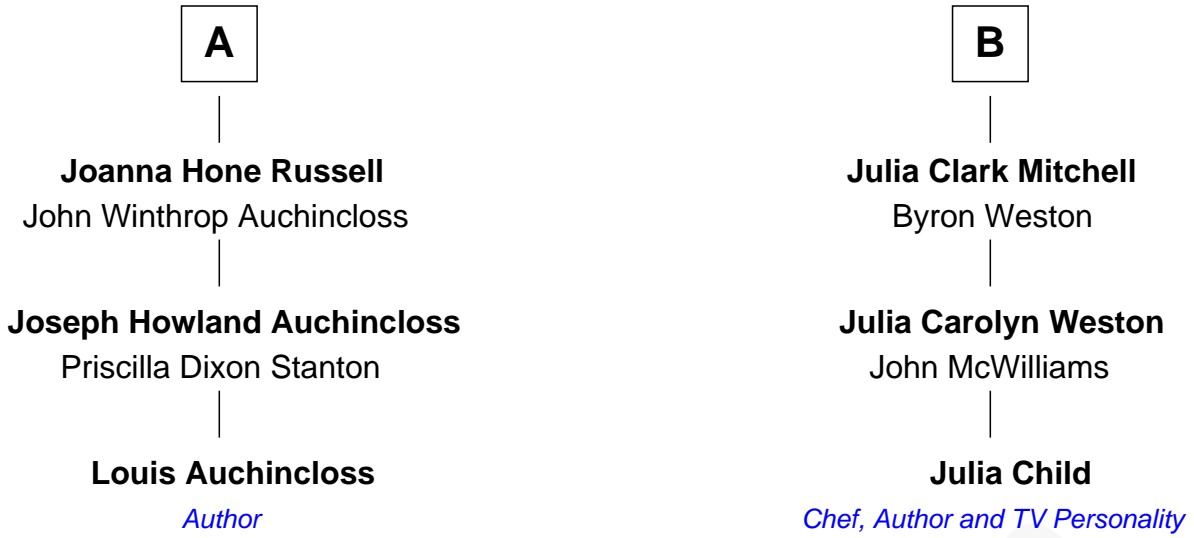 A
Joanna Hone Russell
John Winthrop Auchincloss
Joseph Howland Auchincloss
Priscilla Dixon Stanton
Louis Auchincloss
Author
B
Julia Clark Mitchell
Byron Weston
Julia Carolyn Weston
John McWilliams
Julia Child
Chef, Author and TV Personality